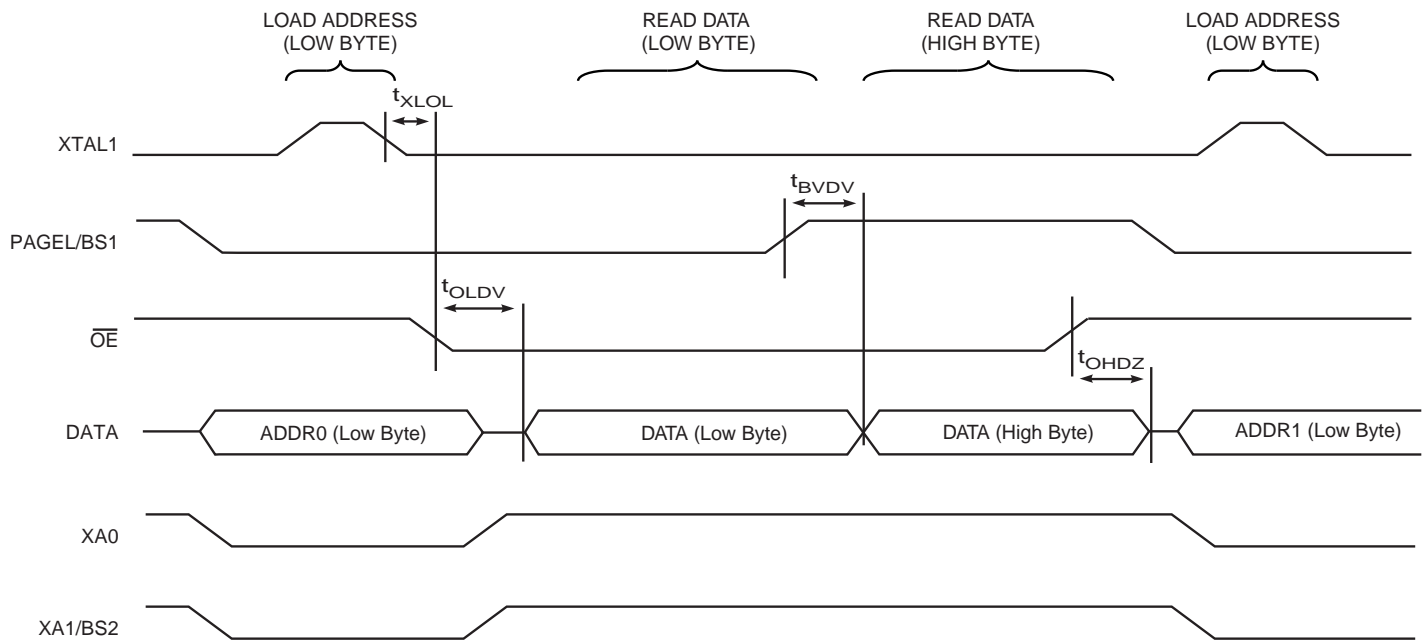 LOAD ADDRESS
(LOW BYTE)
READ DATA
(LOW BYTE)
READ DATA
(HIGH BYTE)
LOAD ADDRESS
(LOW BYTE)
tXLOL
XTAL1
tBVDV
PAGEL/BS1
tOLDV
OE
tOHDZ
DATA
ADDR0 (Low Byte)
DATA (Low Byte)
DATA (High Byte)
ADDR1 (Low Byte)
XA0
XA1/BS2